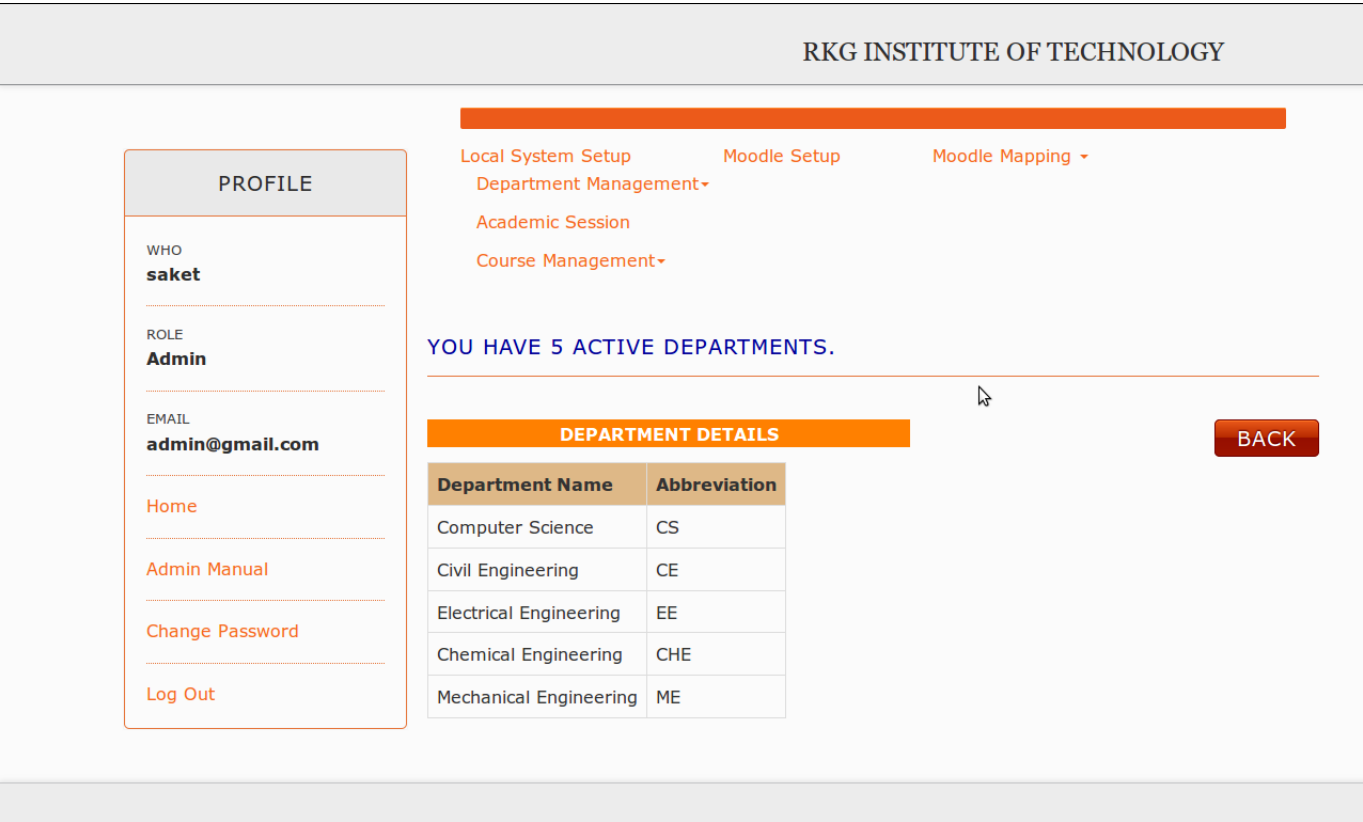 RKG INSTITUTE OF TECHNOLOGY
Local System Setup Moodle Setup Moodle Mapping
Department Management
Academic Session
Course Management
PROFILE
WHO
saket
ROLE
Admin
EMAIL
admin@gmail.com
Home
Admin Manual
Change Password
Log Out
YOU HAVE 5 ACTIVE DEPARTMENTS.
DEPARTMENT DETAILS
BACK
Department Name Abbreviation
Computer Science CS
Civil Engineering CE
Electrical Engineering EE
Chemical Engineering CHE
Mechanical Engineering ME